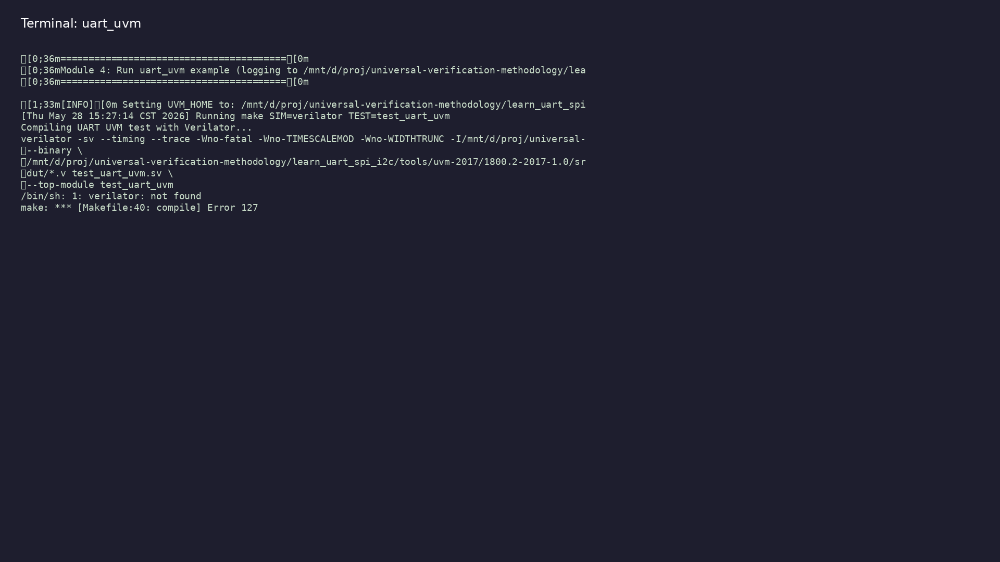 Terminal: uart_uvm
[0;36m========================================[0m
[0;36mModule 4: Run uart_uvm example (logging to /mnt/d/proj/universal-verification-methodology/lea
[0;36m========================================[0m
[1;33m[INFO][0m Setting UVM_HOME to: /mnt/d/proj/universal-verification-methodology/learn_uart_spi
[Thu May 28 15:27:14 CST 2026] Running make SIM=verilator TEST=test_uart_uvm
Compiling UART UVM test with Verilator...
verilator -sv --timing --trace -Wno-fatal -Wno-TIMESCALEMOD -Wno-WIDTHTRUNC -I/mnt/d/proj/universal-
--binary \
/mnt/d/proj/universal-verification-methodology/learn_uart_spi_i2c/tools/uvm-2017/1800.2-2017-1.0/sr
dut/*.v test_uart_uvm.sv \
--top-module test_uart_uvm
/bin/sh: 1: verilator: not found
make: *** [Makefile:40: compile] Error 127